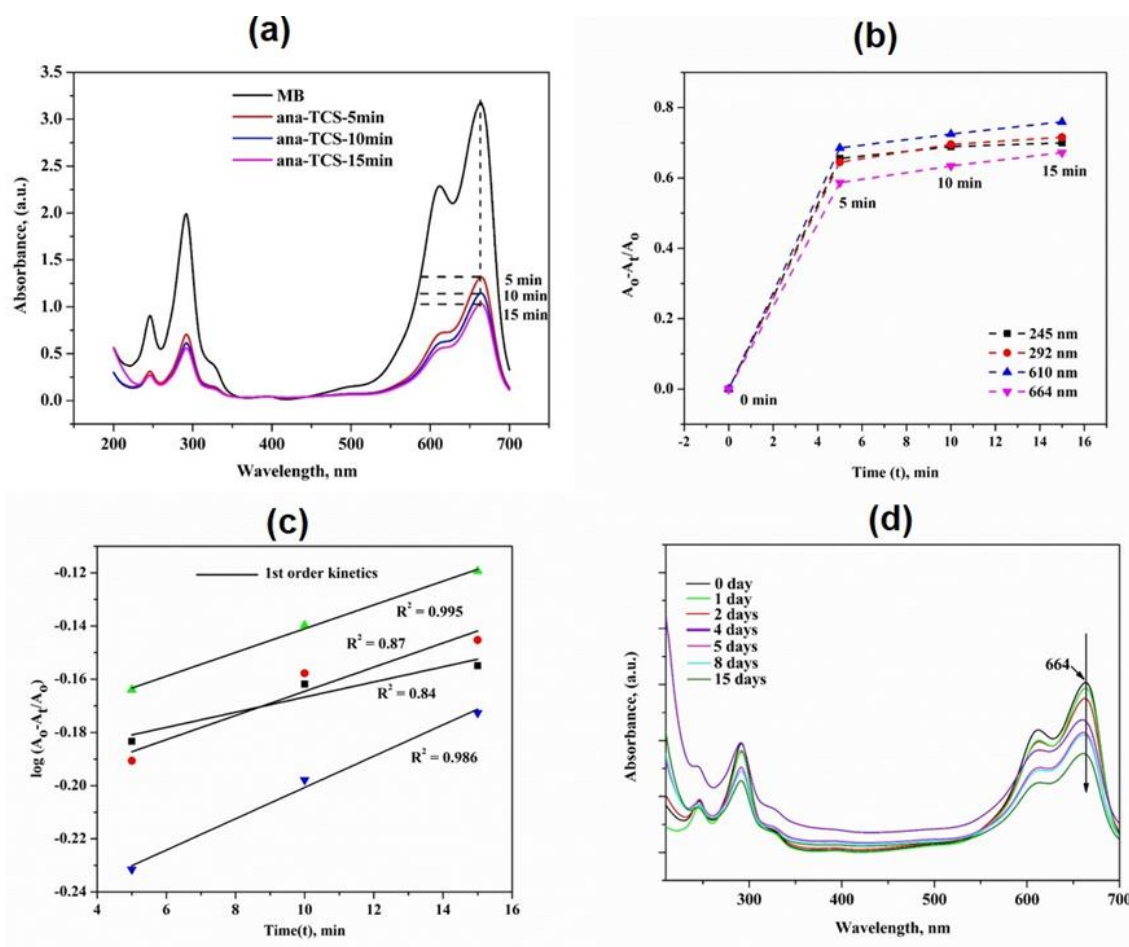 (a)
MB
ana-TCS-5min
ana-TCS-10min
ana-TCS-15min
3.5
3.0
2.5
2.0
1.5
1.0
0.5
0.0
Absorbance, (a.u.)
5 min
10 min
15 min
200 300 400 500 600 700
Wavelength, nm
(b)
0.8
0.6
0.4
0.2
0.0
A₀-Aₜ/A₀
0 min
5 min
10 min
15 min
245 nm
292 nm
610 nm
664 nm
-2 0 2 4 6 8 10 12 14 16
Time (t), min
(c)
1st order kinetics
-0.12
-0.14
-0.16
-0.18
-0.20
-0.22
-0.24
log (A₀-Aₜ/A₀)
R² = 0.995
R² = 0.87
R² = 0.84
R² = 0.986
4 6 8 10 12 14 16
Time(t), min
(d)
0 day
1 day
2 days
4 days
5 days
8 days
15 days
664
Absorbance, (a.u.)
300 400 500 600 700
Wavelength, nm